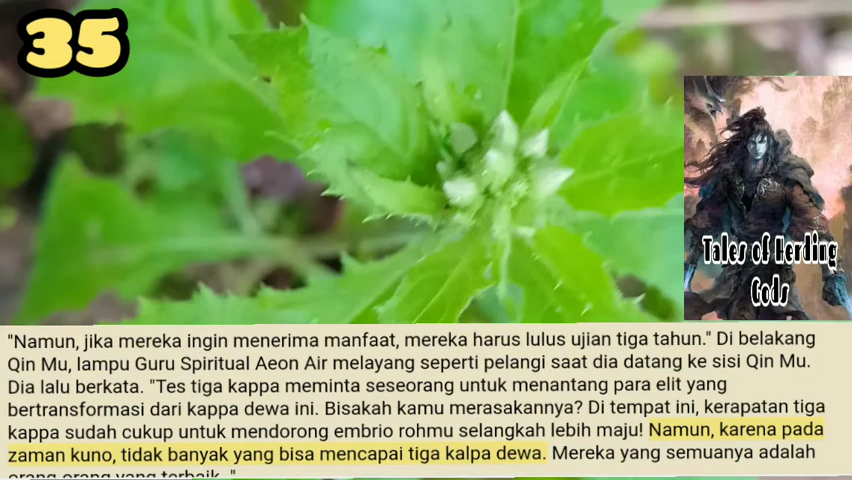 35
Tales of Herding
Gods
"Namun, jika mereka ingin menerima manfaat, mereka harus lulus ujian tiga tahun." Di belakang
Qin Mu, lampu Guru Spiritual Aeon Air melayang seperti pelangi saat dia datang ke sisi Qin Mu.
Dia lalu berkata. "Tes tiga kappa meminta seseorang untuk menantang para elit yang
bertransformasi dari kappa dewa ini. Bisakah kamu merasakannya? Di tempat ini, kerapatan tiga
kappa sudah cukup untuk mendorong embrio rohmu selangkah lebih maju! Namun, karena pada
zaman kuno, tidak banyak yang bisa mencapai tiga kalpa dewa. Mereka yang semuanya adalah
orang-orang yang terbaik. "